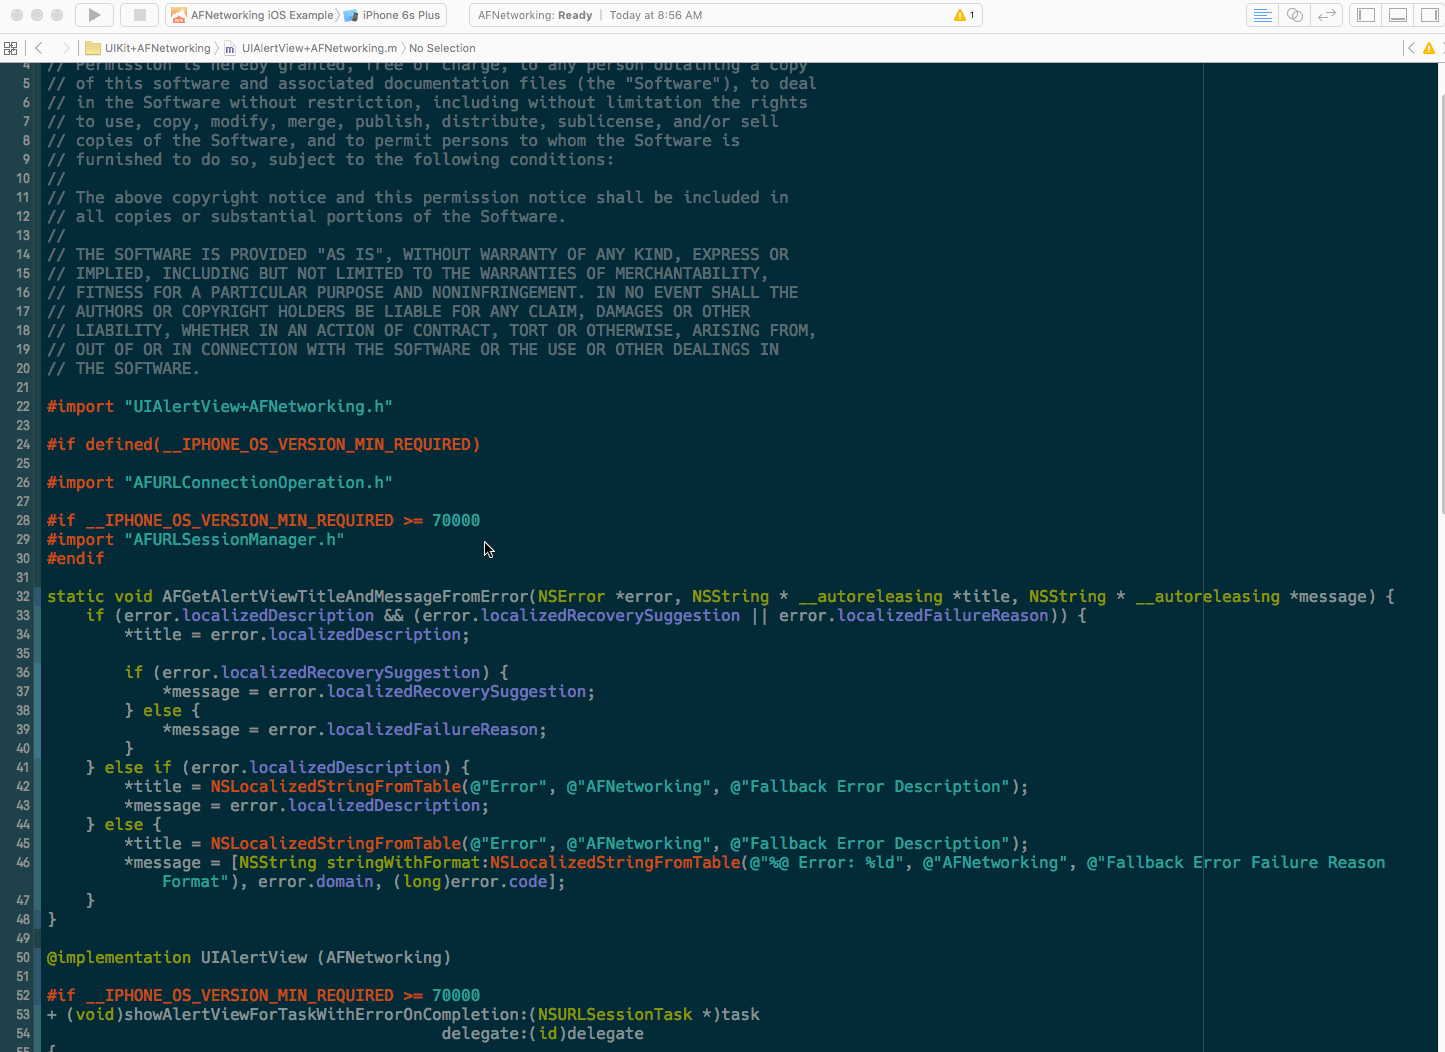 AFNetworking iOS Example 〉 iPhone 6s Plus
AFNetworking: Ready | Today at 8:56 AM
1
UIKit+AFNetworking 〉 m UIAlertView+AFNetworking.m 〉 No Selection
4 // Permission is hereby granted, free of charge, to any person obtaining a copy
5 // of this software and associated documentation files (the "Software"), to deal
6 // in the Software without restriction, including without limitation the rights
7 // to use, copy, modify, merge, publish, distribute, sublicense, and/or sell
8 // copies of the Software, and to permit persons to whom the Software is
9 // furnished to do so, subject to the following conditions:
10 //
11 // The above copyright notice and this permission notice shall be included in
12 // all copies or substantial portions of the Software.
13 //
14 // THE SOFTWARE IS PROVIDED "AS IS", WITHOUT WARRANTY OF ANY KIND, EXPRESS OR
15 // IMPLIED, INCLUDING BUT NOT LIMITED TO THE WARRANTIES OF MERCHANTABILITY,
16 // FITNESS FOR A PARTICULAR PURPOSE AND NONINFRINGEMENT. IN NO EVENT SHALL THE
17 // AUTHORS OR COPYRIGHT HOLDERS BE LIABLE FOR ANY CLAIM, DAMAGES OR OTHER
18 // LIABILITY, WHETHER IN AN ACTION OF CONTRACT, TORT OR OTHERWISE, ARISING FROM,
19 // OUT OF OR IN CONNECTION WITH THE SOFTWARE OR THE USE OR OTHER DEALINGS IN
20 // THE SOFTWARE.
21
22 #import "UIAlertView+AFNetworking.h"
23
24 #if defined(__IPHONE_OS_VERSION_MIN_REQUIRED)
25
26 #import "AFURLConnectionOperation.h"
27
28 #if __IPHONE_OS_VERSION_MIN_REQUIRED >= 70000
29 #import "AFURLSessionManager.h"
30 #endif
31
32 static void AFGetAlertViewTitleAndMessageFromError(NSError *error, NSString * __autoreleasing *title, NSString * __autoreleasing *message) {
33     if (error.localizedDescription && (error.localizedRecoverySuggestion || error.localizedFailureReason)) {
34         *title = error.localizedDescription;
35
36         if (error.localizedRecoverySuggestion) {
37             *message = error.localizedRecoverySuggestion;
38         } else {
39             *message = error.localizedFailureReason;
40         }
41     } else if (error.localizedDescription) {
42         *title = NSLocalizedStringFromTable(@"Error", @"AFNetworking", @"Fallback Error Description");
43         *message = error.localizedDescription;
44     } else {
45         *title = NSLocalizedStringFromTable(@"Error", @"AFNetworking", @"Fallback Error Description");
46         *message = [NSString stringWithFormat:NSLocalizedStringFromTable(@"%@ Error: %ld", @"AFNetworking", @"Fallback Error Failure Reason
            Format"), error.domain, (long)error.code];
47     }
48 }
49
50 @implementation UIAlertView (AFNetworking)
51
52 #if __IPHONE_OS_VERSION_MIN_REQUIRED >= 70000
53 + (void)showAlertViewForTaskWithErrorOnCompletion:(NSURLSessionTask *)task
54                                          delegate:(id)delegate
55 {